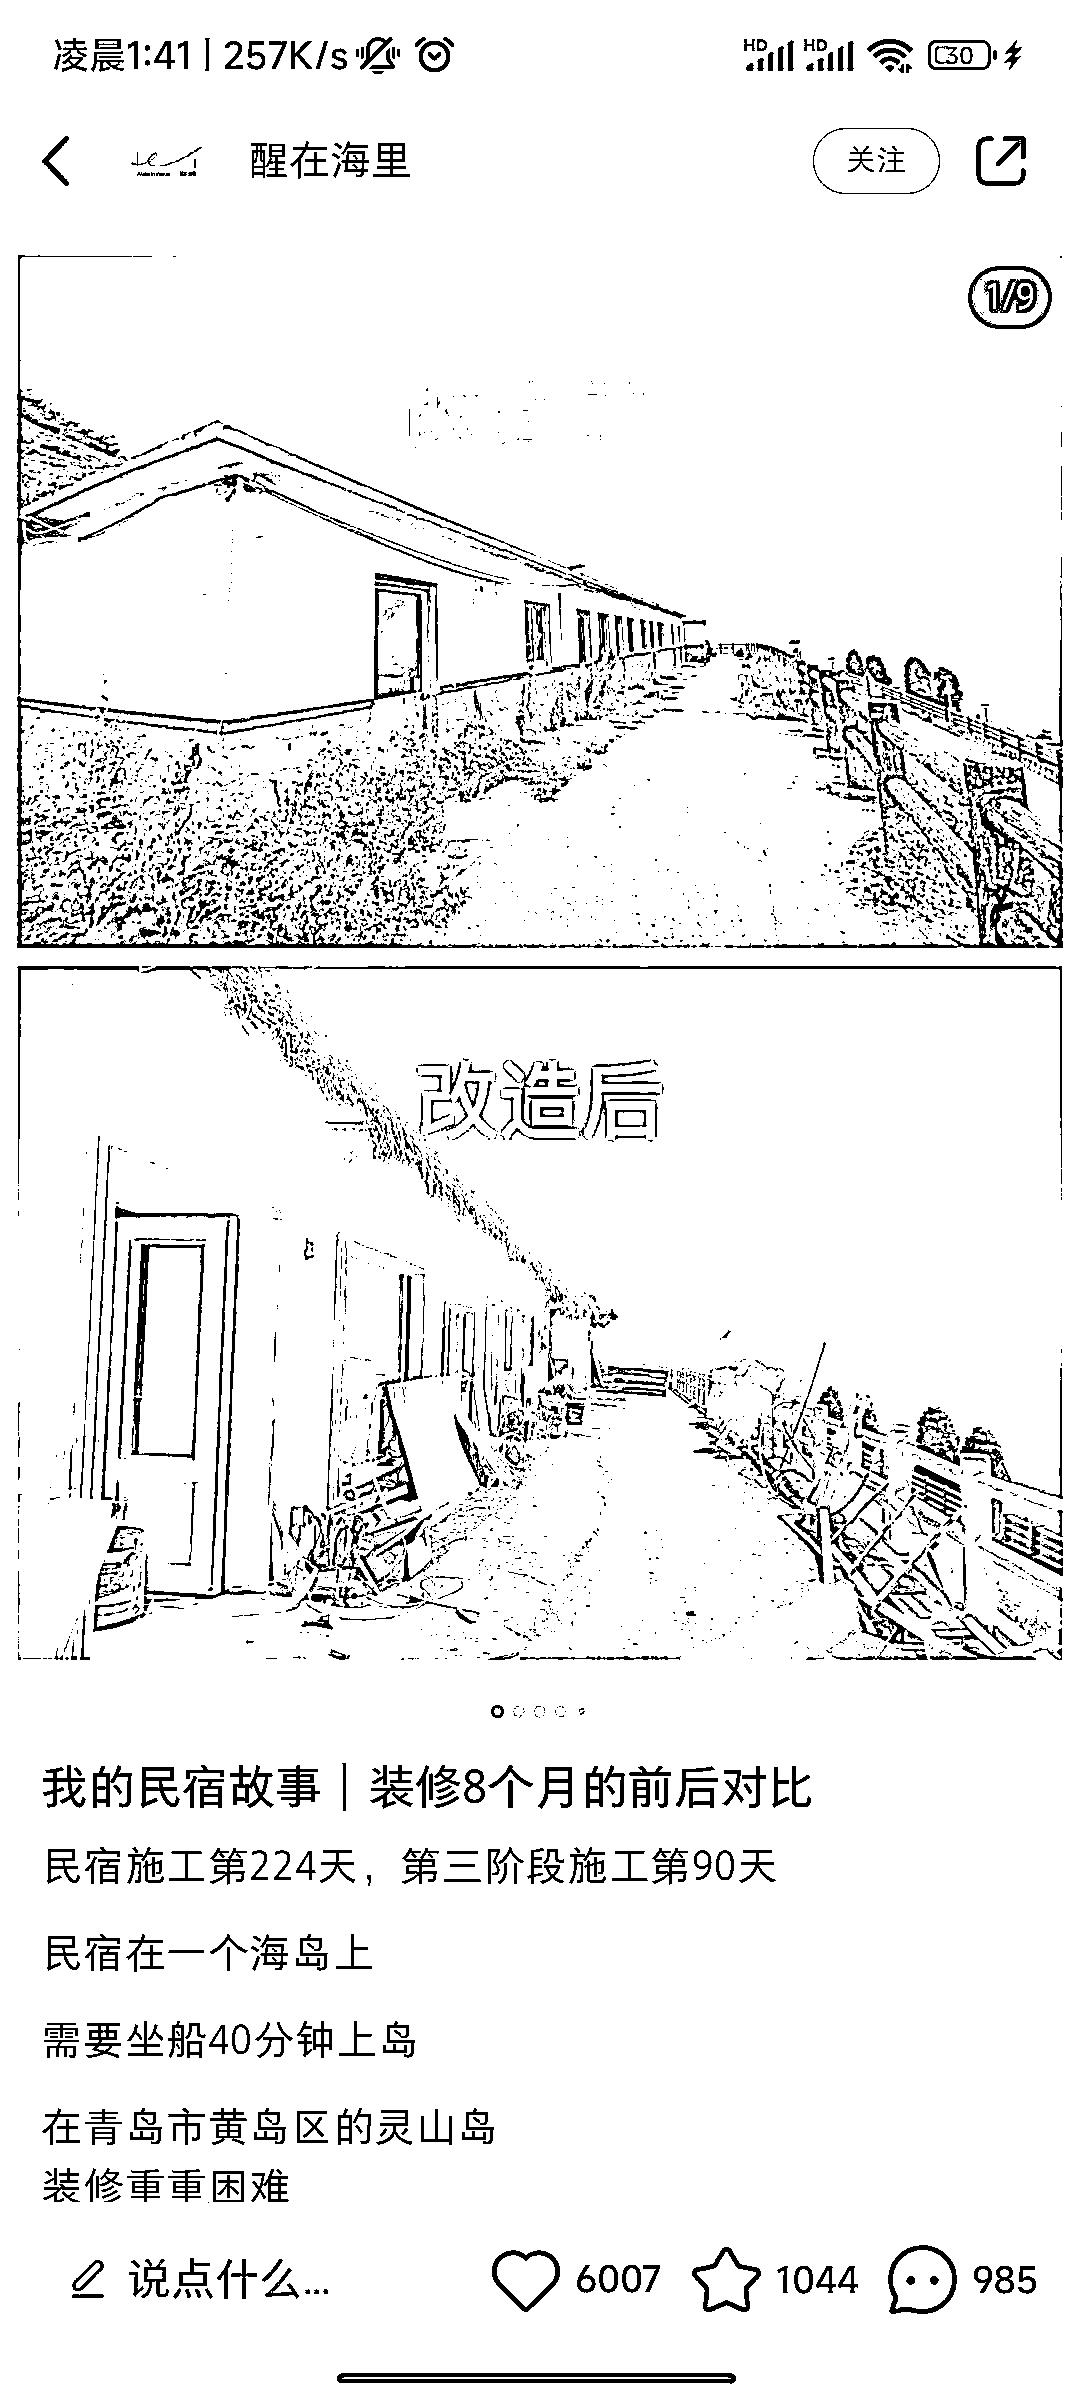 凌晨1:41 | 257K/s
HD HD 30
醒在海里
关注
1/9
改造后
我的民宿故事｜装修8个月的前后对比
民宿施工第224天，第三阶段施工第90天
民宿在一个海岛上
需要坐船40分钟上岛
在青岛市黄岛区的灵山岛
装修重重困难
说点什么...
6007
1044
985